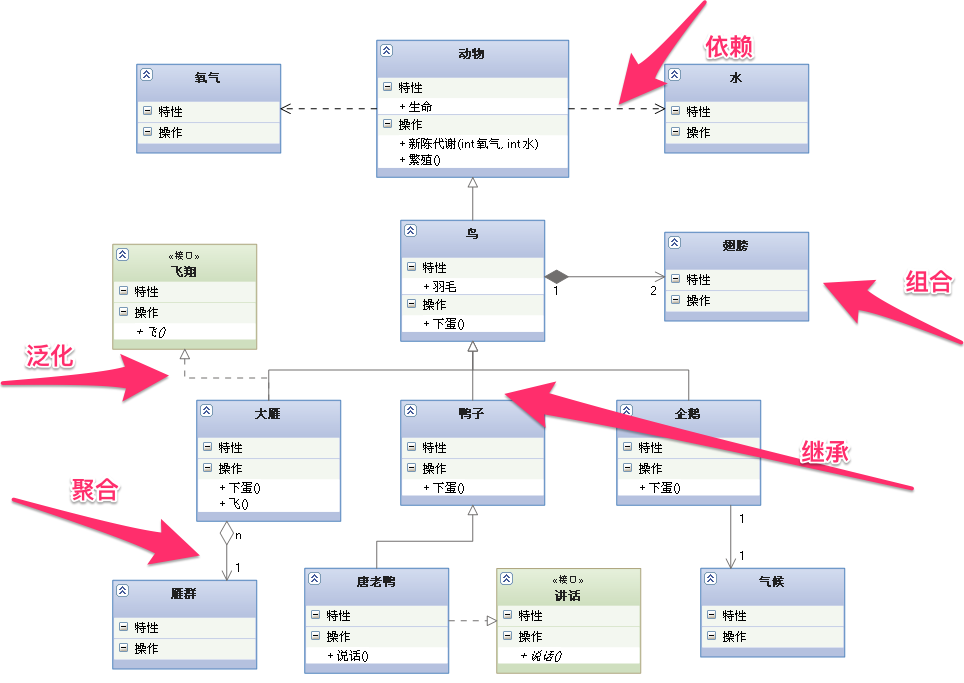 依赖
动物
特性
+ 生命
操作
+ 新陈代谢(int 氧气, int 水)
+ 繁殖()
氧气
特性
操作
水
特性
操作
鸟
特性
+ 羽毛
操作
+ 下蛋()
1
2
翅膀
特性
操作
组合
«接口»
飞翔
特性
操作
+ 飞()
泛化
大雁
特性
操作
+ 下蛋()
+ 飞()
鸭子
特性
操作
+ 下蛋()
企鹅
特性
操作
+ 下蛋()
继承
聚合
n
1
1
1
雁群
特性
操作
唐老鸭
特性
操作
+ 说话()
«接口»
讲话
特性
操作
+ 说话()
气候
特性
操作